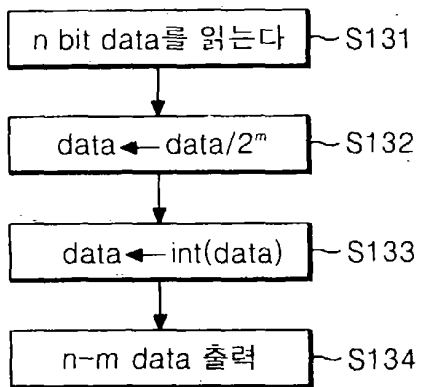 n bit data를 읽는다 S131
data ← data/2ᵐ S132
data ← int(data) S133
n-m data 출력 S134